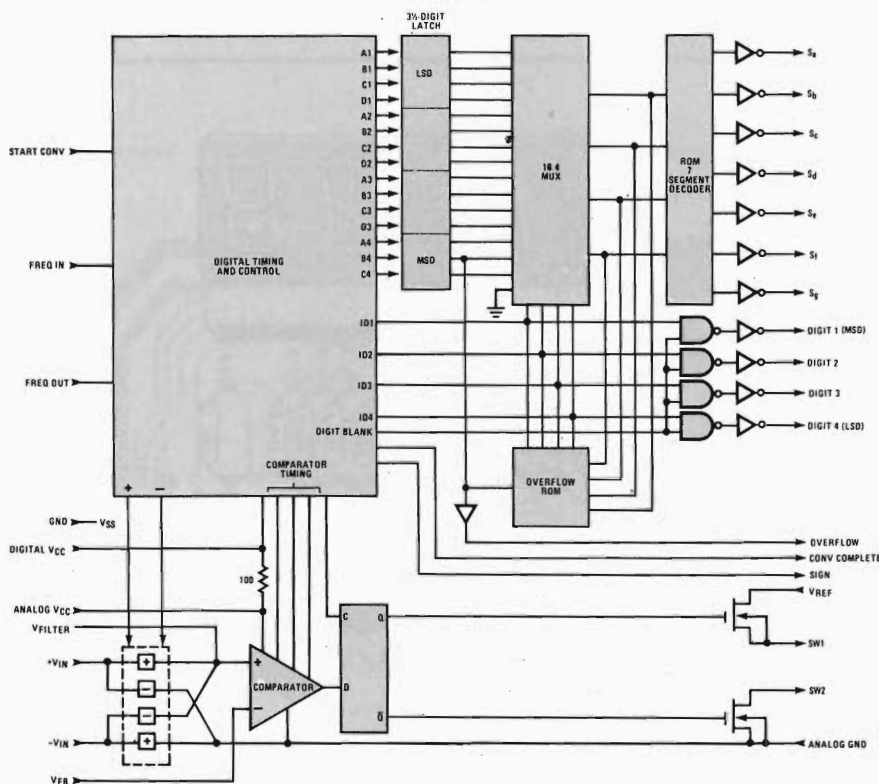 3½-DIGIT
LATCH
A1
B1
C1
D1
A2
B2
C2
D2
A3
B3
C3
D3
A4
B4
C4
LSD
MSD
16:4
MUX
ROM
7
SEGMENT
DECODER
Sa
Sb
Sc
Sd
Se
Sf
Sg
START CONV
FREQ IN
FREQ OUT
DIGITAL TIMING
AND CONTROL
ID1
ID2
ID3
ID4
DIGIT BLANK
DIGIT 1 (MSD)
DIGIT 2
DIGIT 3
DIGIT 4 (LSD)
COMPARATOR
TIMING
+
−
OVERFLOW
ROM
GND
VSS
DIGITAL VCC
100
ANALOG VCC
VFILTER
+VIN
−VIN
VFB
+
−
−
+
+
COMPARATOR
−
C
Q
D
Q̅
OVERFLOW
CONV COMPLETE
SIGN
VREF
SW1
SW2
ANALOG GND